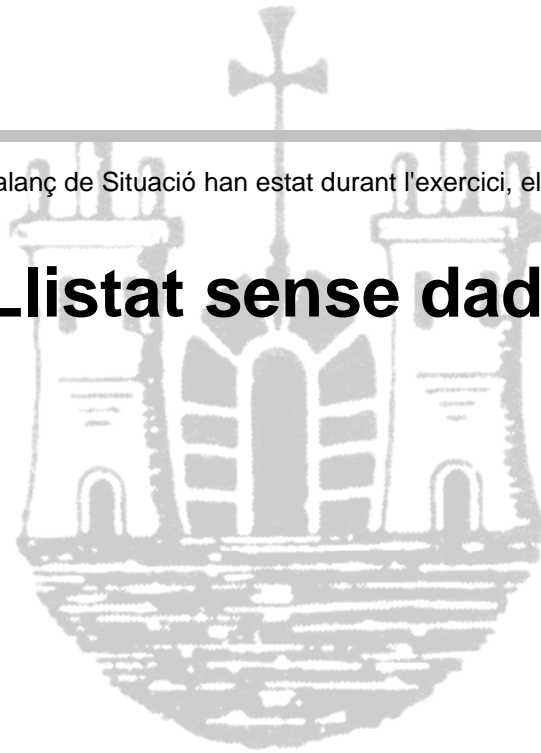 alanç de Situació han estat durant l'exercici, el
Llistat sense dad